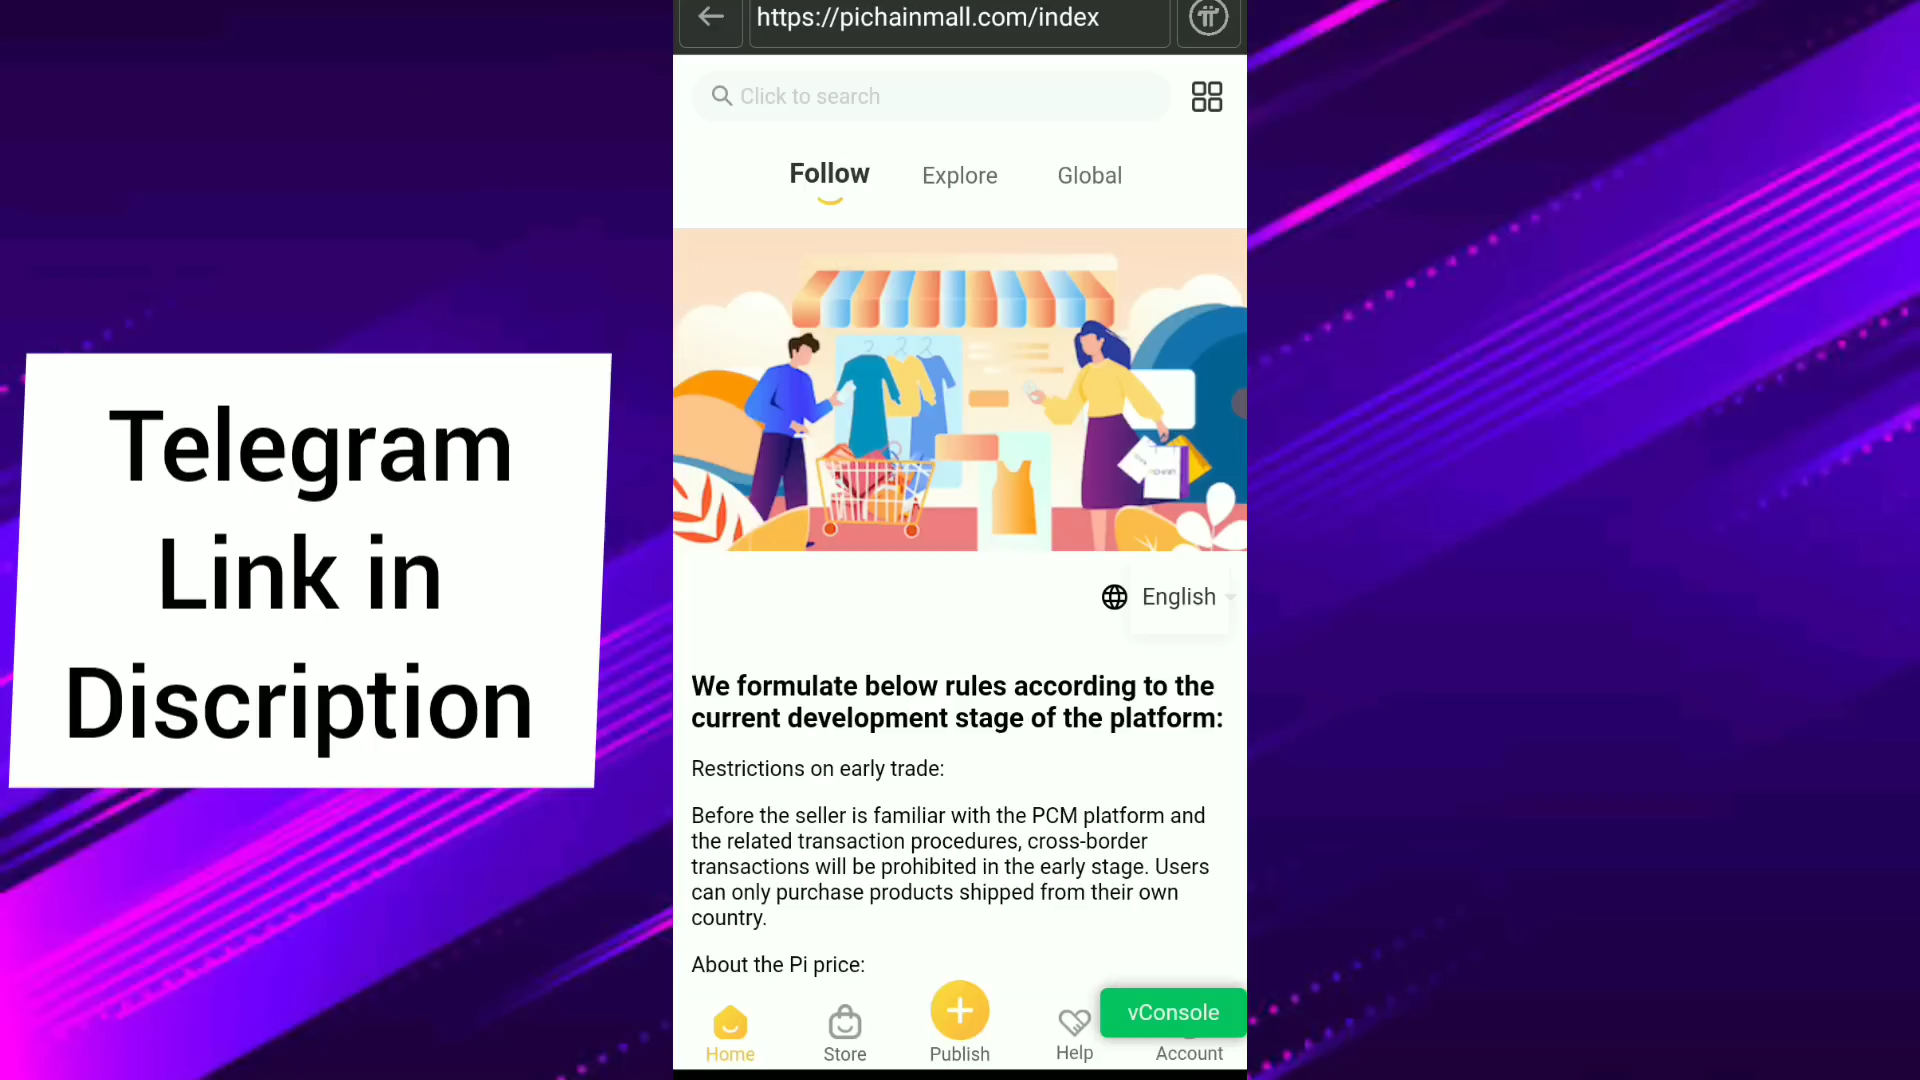 https://pichainmall.com/index
Click to search
Follow
Explore
Global
Telegram
Link in
Discription
English
We formulate below rules according to the
current development stage of the platform:
Restrictions on early trade:
Before the seller is familiar with the PCM platform and
the related transaction procedures, cross-border
transactions will be prohibited in the early stage. Users
can only purchase products shipped from their own
country.
About the Pi price:
vConsole
Home
Store
Publish
Help
Account